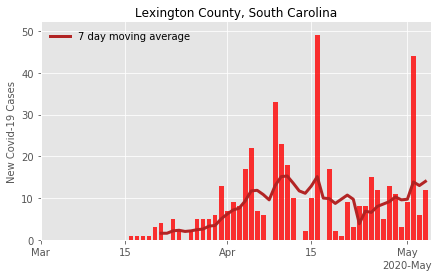 Lexington County, South Carolina
7 day moving average
New Covid-19 Cases
50
40
30
20
10
0
Mar
15
Apr
15
May
2020-May